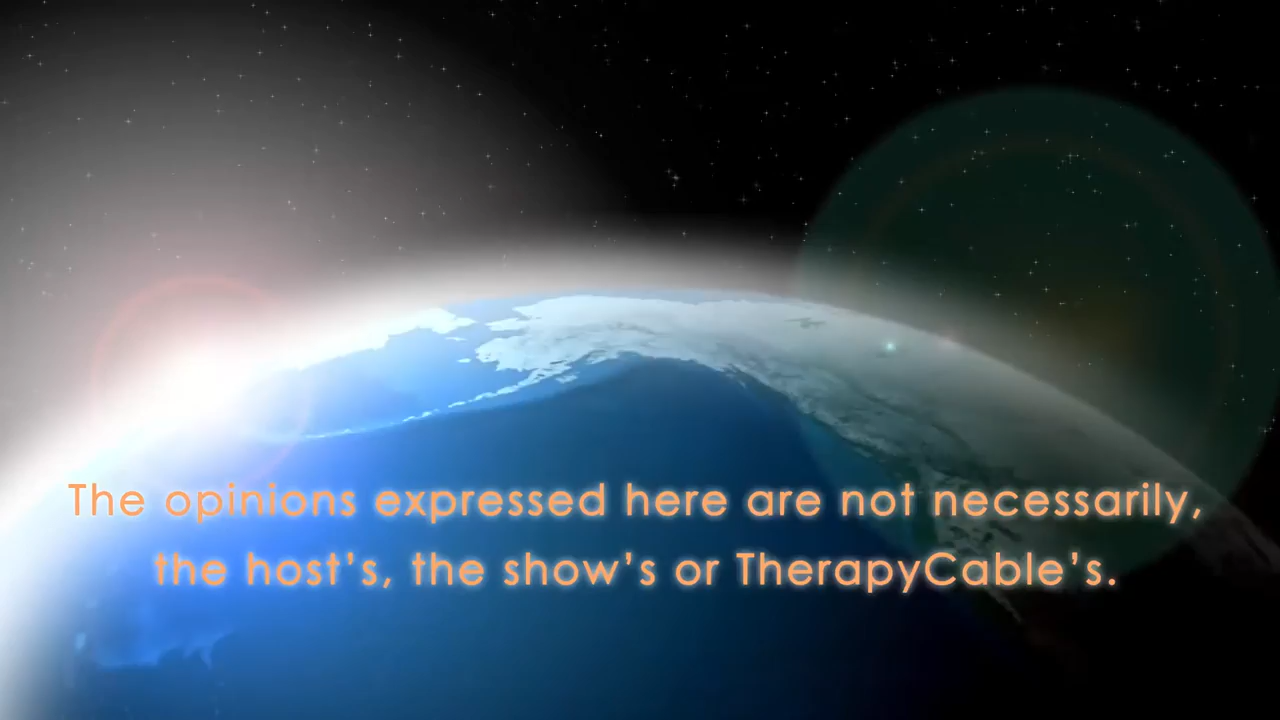 The opinions expressed here are not necessarily,
the host's, the show's or TherapyCable's.